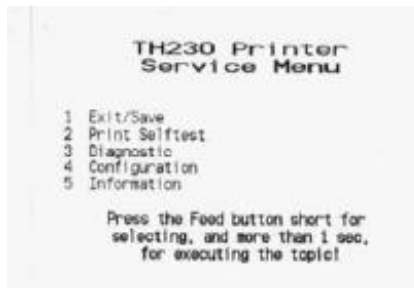 TH230 Printer
Service Menu
1 Exit/Save
2 Print Selftest
3 Diagnostic
4 Configuration
5 Information
Press the Feed button short for
selecting, and more than 1 sec,
for executing the topic!